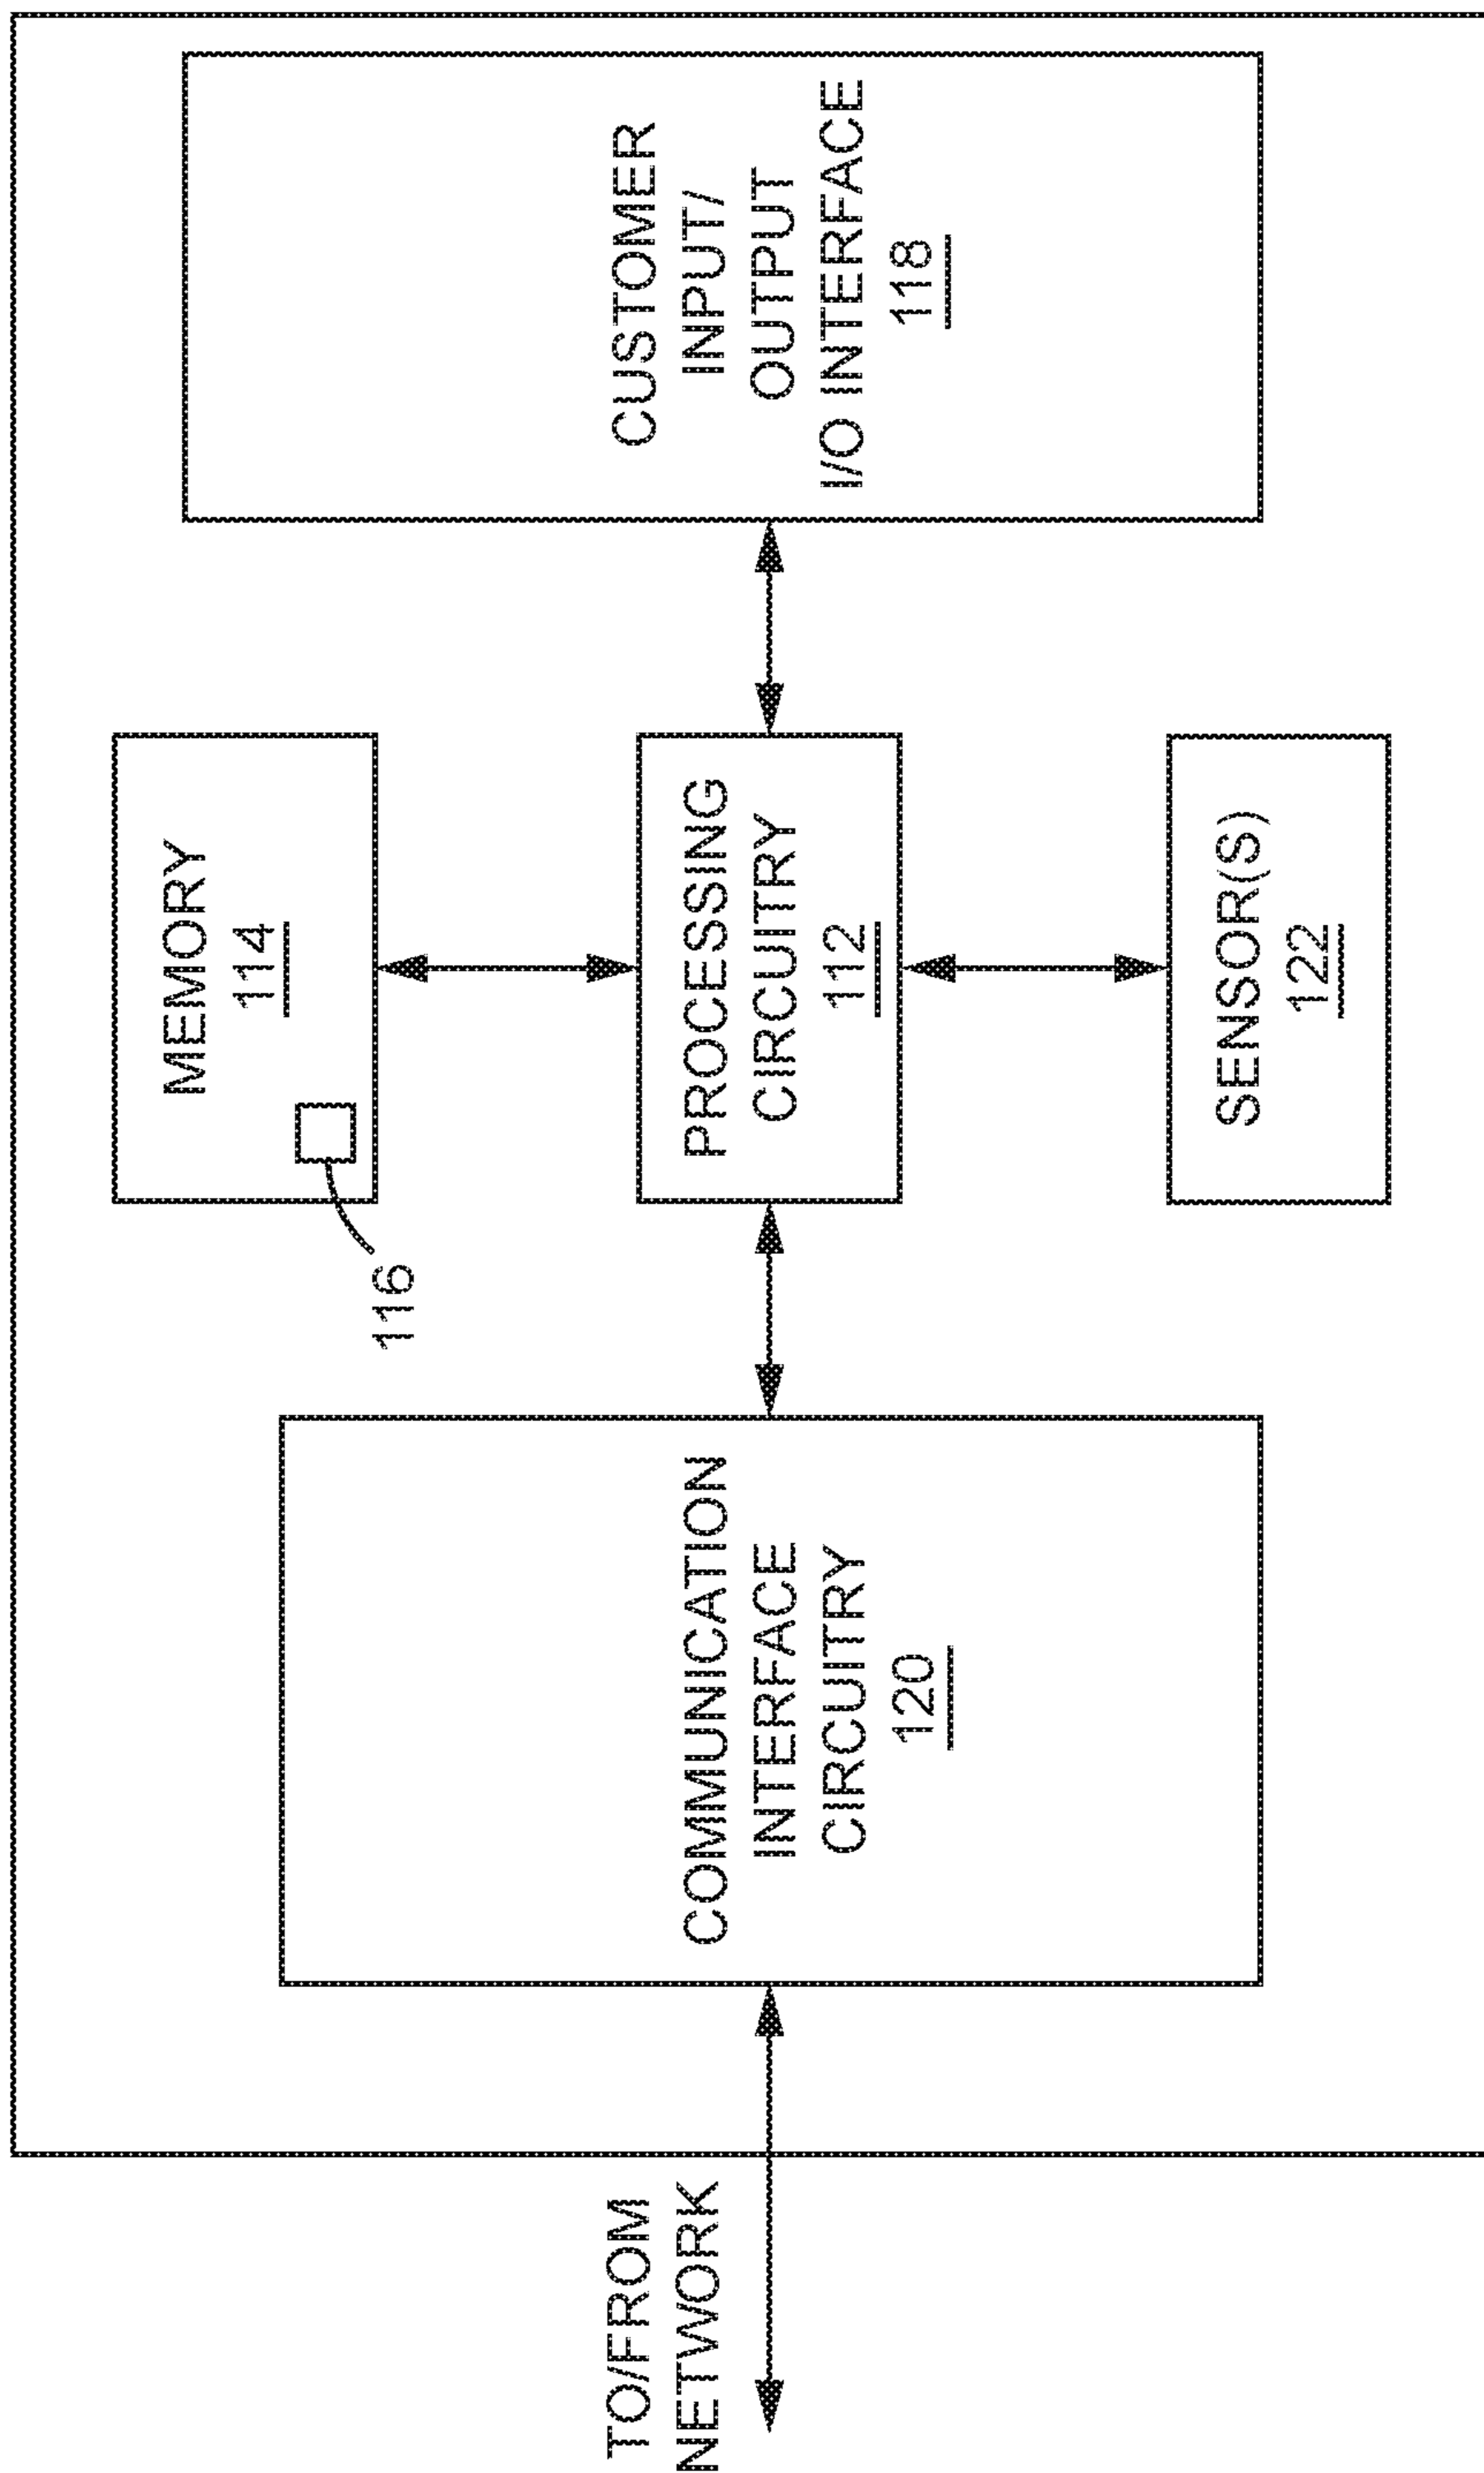 TO/FROM
NETWORK
COMMUNICATION
INTERFACE
CIRCUITRY
120
116
MEMORY
114
PROCESSING
CIRCUITRY
112
SENSOR(S)
122
CUSTOMER
INPUT/
OUTPUT
I/O INTERFACE
118